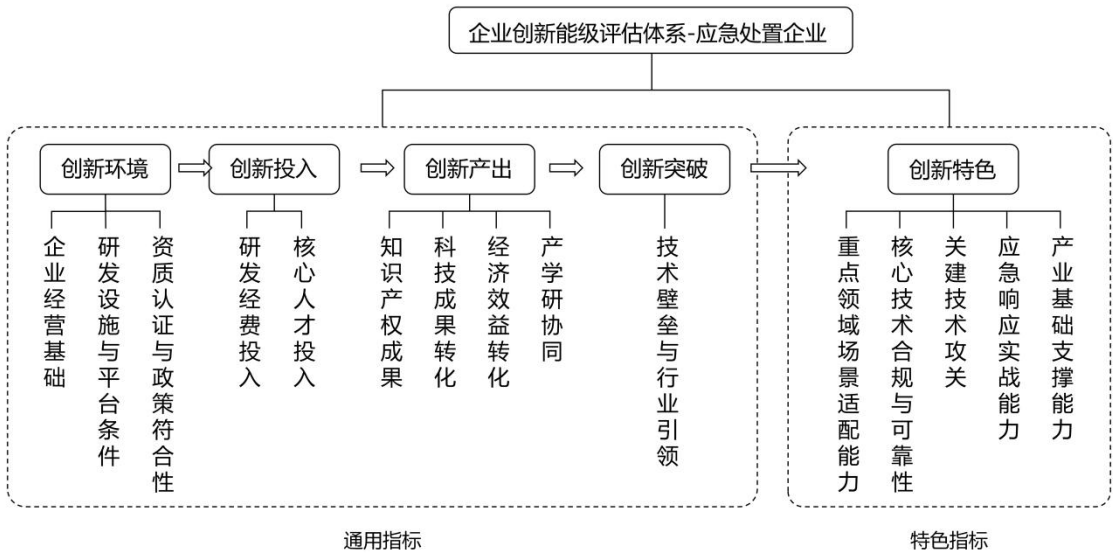 企业创新能级评估体系-应急处置企业
创新环境
创新投入
创新产出
创新突破
创新特色
企业经营基础
研发设施与平台条件
资质认证与政策符合性
研发经费投入
核心人才投入
知识产权成果
科技成果转化
经济效益转化
产学研协同
技术壁垒与行业引领
重点领域场景适配能力
核心技术合规与可靠性
关建技术攻关
应急响应实战能力
产业基础支撑能力
通用指标
特色指标